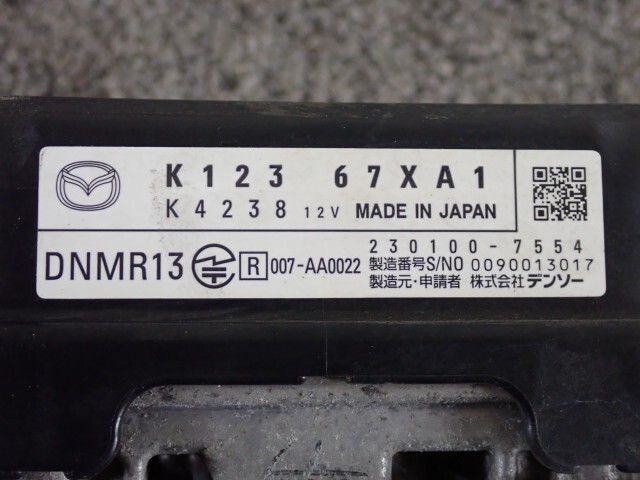 K123 67XA1
K4238 12V MADE IN JAPAN
230100-7554
DNMR13 R 007-AA0022 製造番号S/NO 0090013017
製造元・申請者 株式会社デンソー